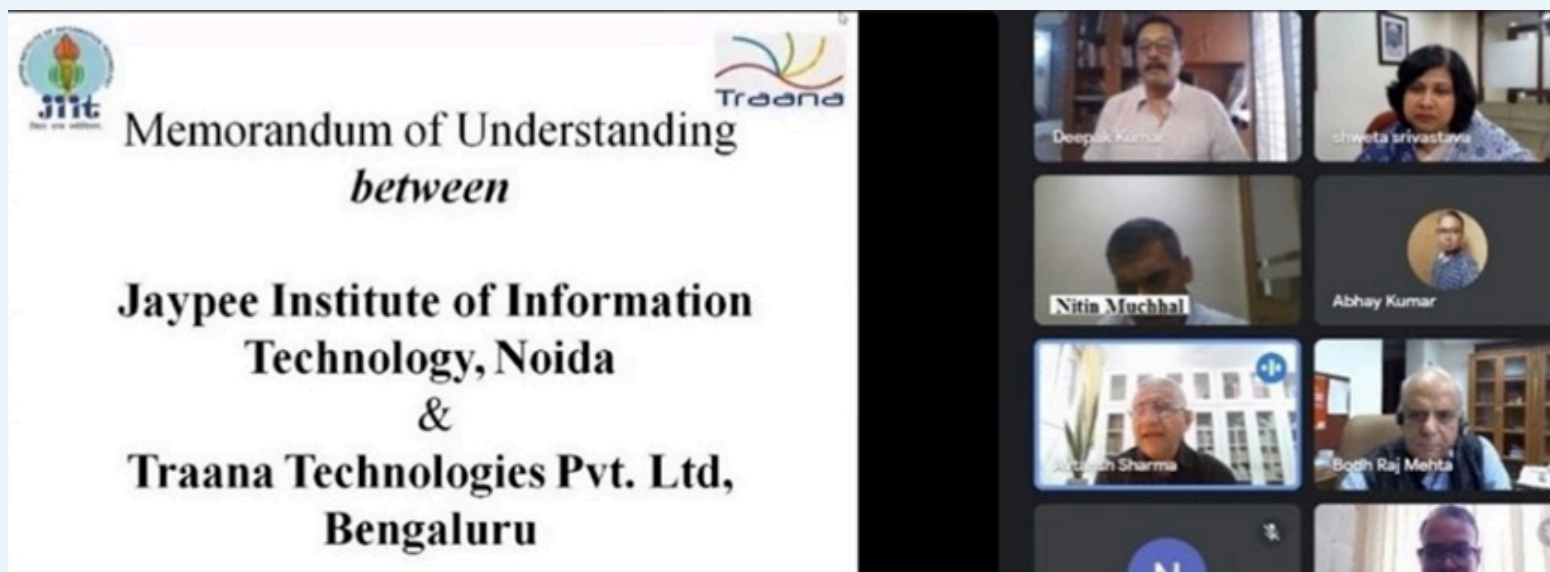 jiit
Traana
Memorandum of Understanding
between
Jaypee Institute of Information
Technology, Noida
&
Traana Technologies Pvt. Ltd,
Bengaluru
Deepak Kumar
shweta srivastava
Nitin Muchhal
Abhay Kumar
Sharma
Bodh Raj Mehta
N